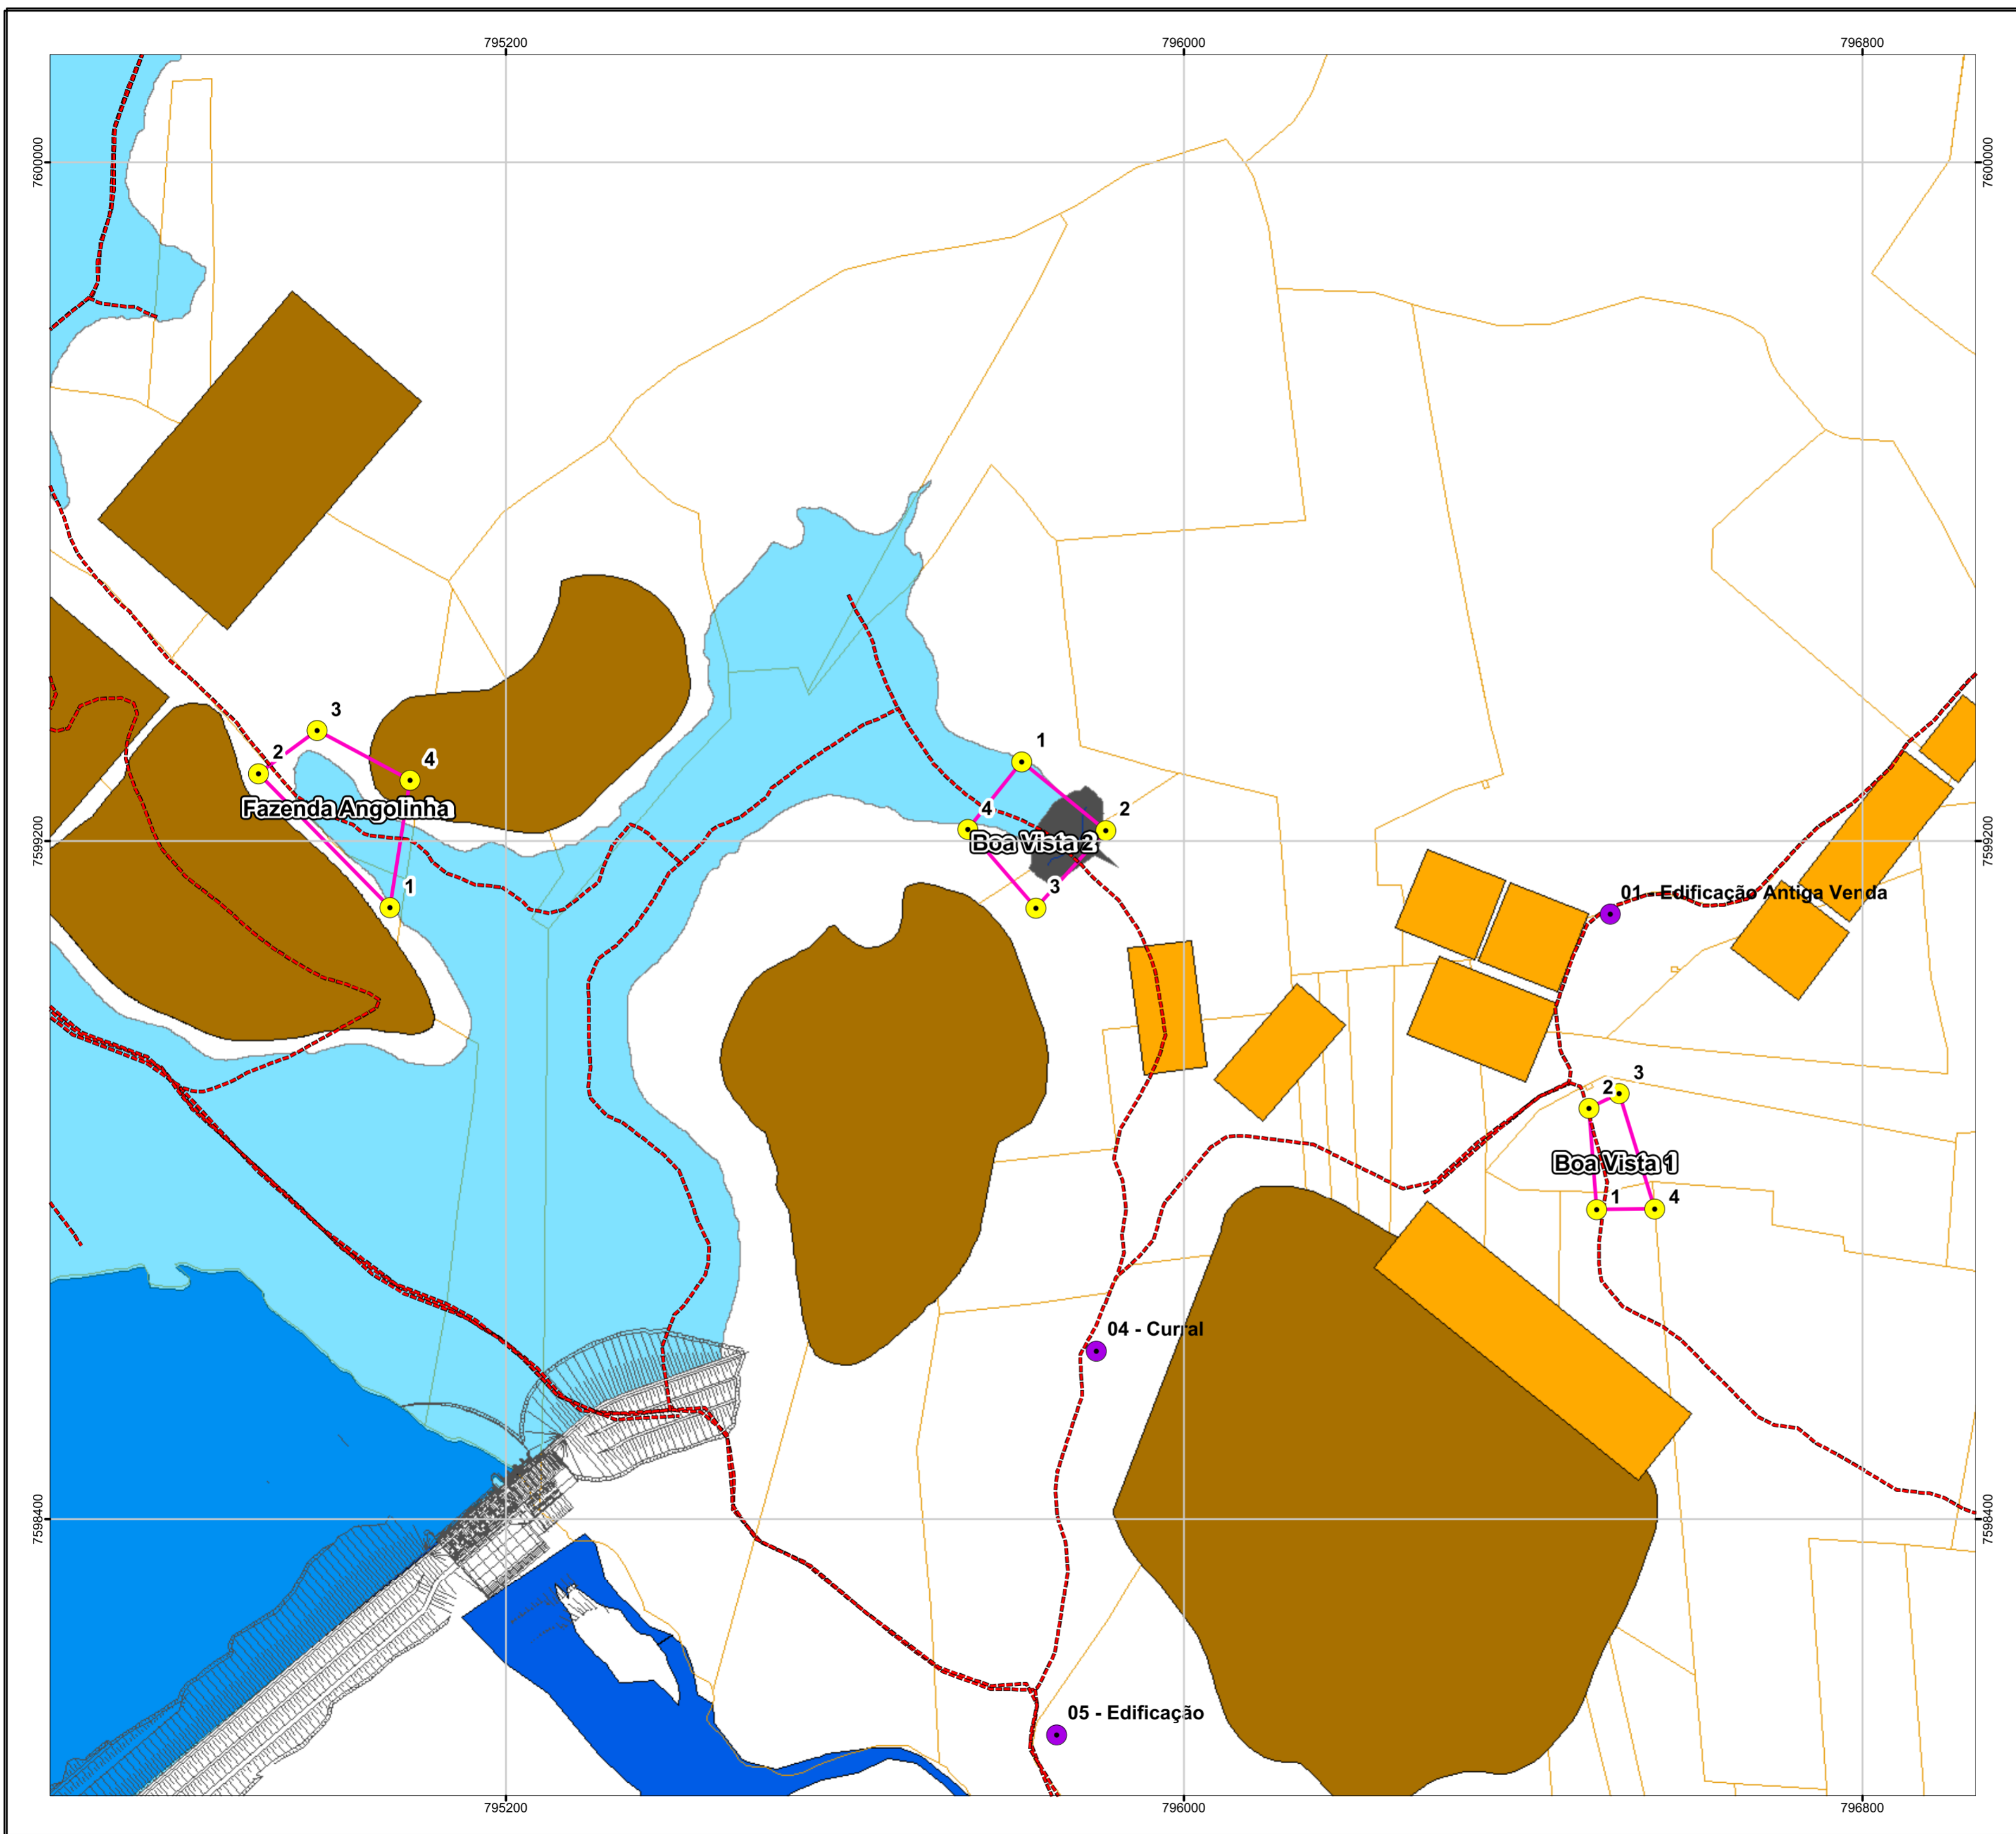 795200 796000 796800
7600000 7600000
3
2 4
Fazenda Angolinha
1
1
2
4
Boa Vista 2
3
7599200 7599200
01 - Edificação Antiga Venda
3
2
Boa Vista 1
1 4
04 - Curral
7598400 7598400
05 - Edificação
795200 796000 796800